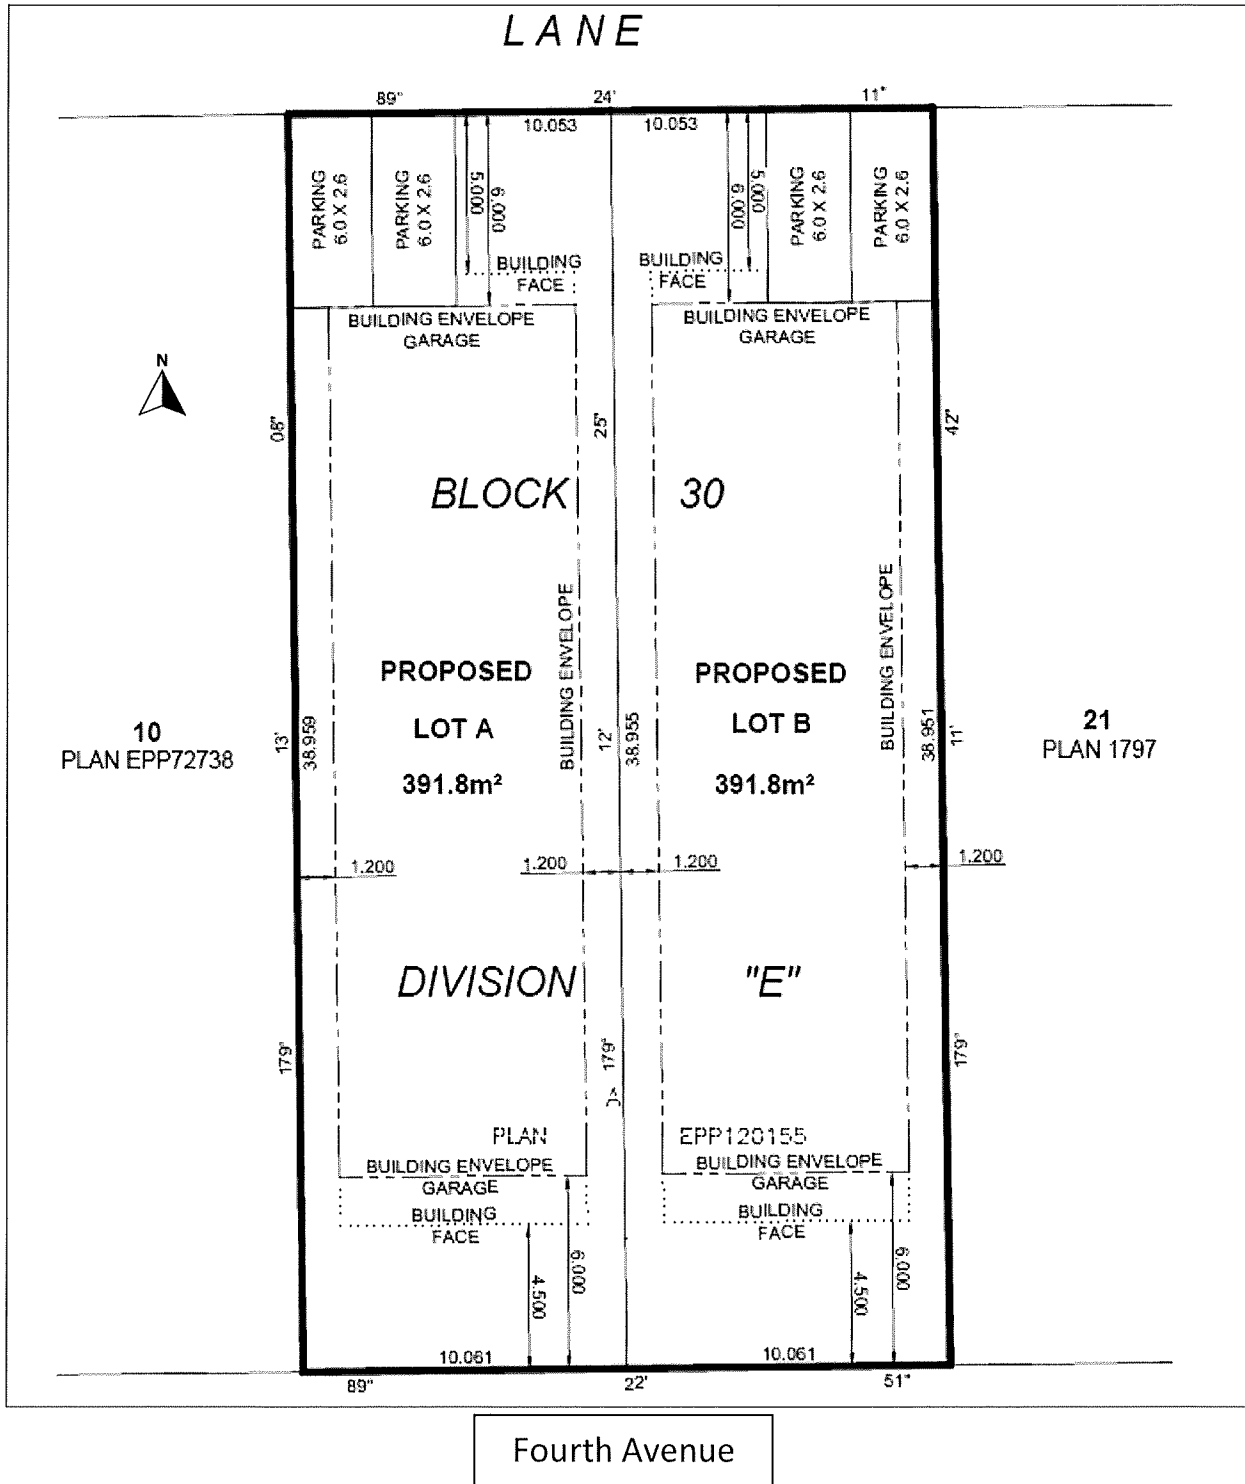 LANE
89"
24'
11"
10.053
10.053
PARKING
6.0 X 2.6
PARKING
6.0 X 2.6
5.000
6.000
6.000
5.000
PARKING
6.0 X 2.6
PARKING
6.0 X 2.6
BUILDING
FACE
BUILDING
FACE
BUILDING ENVELOPE
GARAGE
BUILDING ENVELOPE
GARAGE
N
08"
25"
42"
BLOCK 30
BUILDING ENVELOPE
BUILDING ENVELOPE
PROPOSED
LOT A
391.8m²
PROPOSED
LOT B
391.8m²
10
PLAN EPP72738
13'
38.959
12'
38.955
38.951
11'
21
PLAN 1797
1.200
1.200
1.200
1.200
DIVISION "E"
179°
179°
179°
PLAN EPP120155
BUILDING ENVELOPE
GARAGE
BUILDING
FACE
BUILDING ENVELOPE
GARAGE
BUILDING
FACE
4.500
6.000
4.500
6.000
10.061
10.061
89"
22'
51"
Fourth Avenue